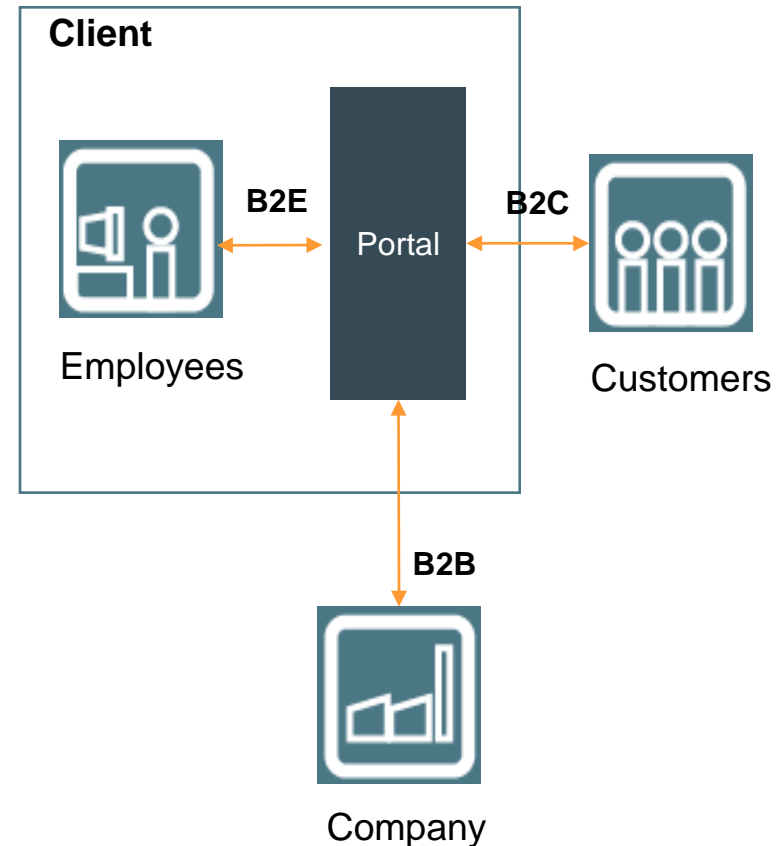 Client
B2E
B2C
Portal
Employees
Customers
B2B
Company